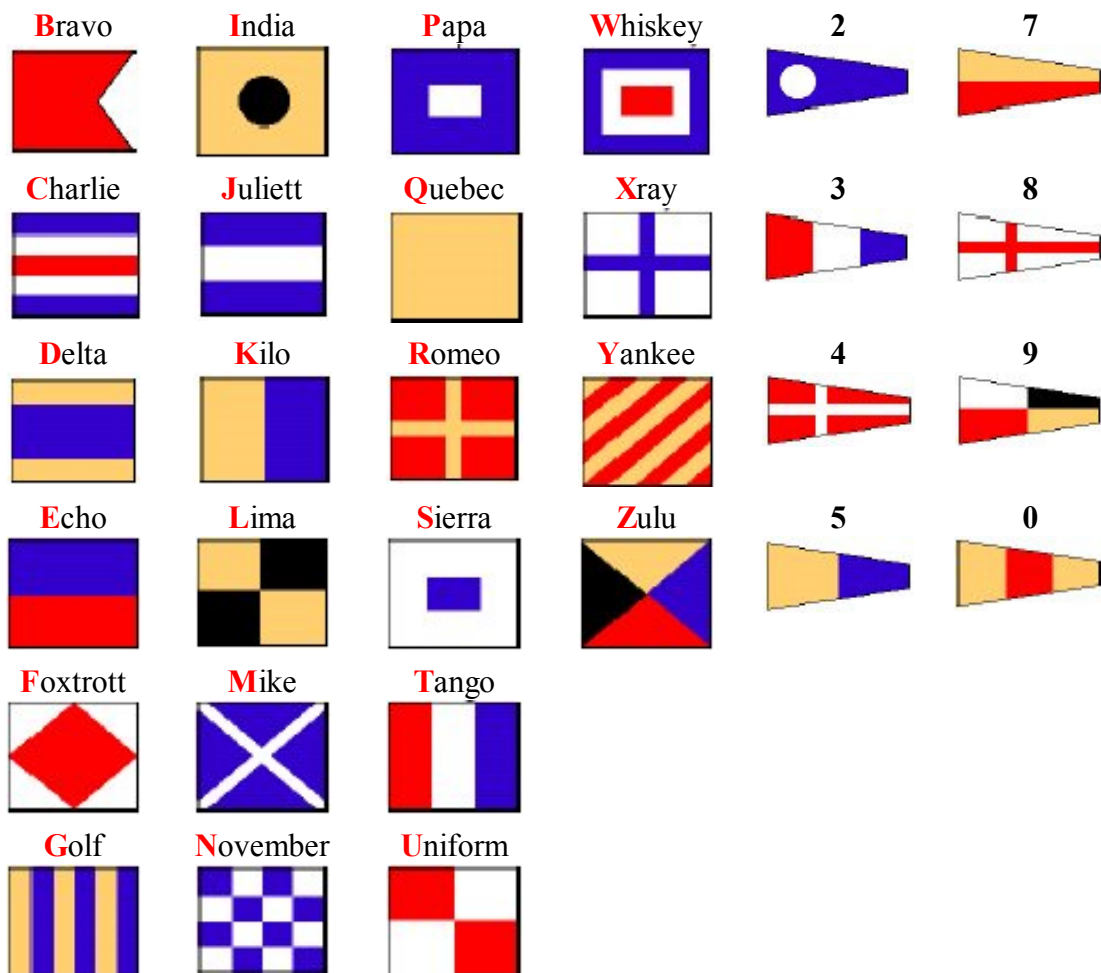 Bravo India Papa Whiskey 2 7
Charlie Juliett Quebec Xray 3 8
Delta Kilo Romeo Yankee 4 9
Echo Lima Sierra Zulu 5 0
Foxtrott Mike Tango
Golf November Uniform